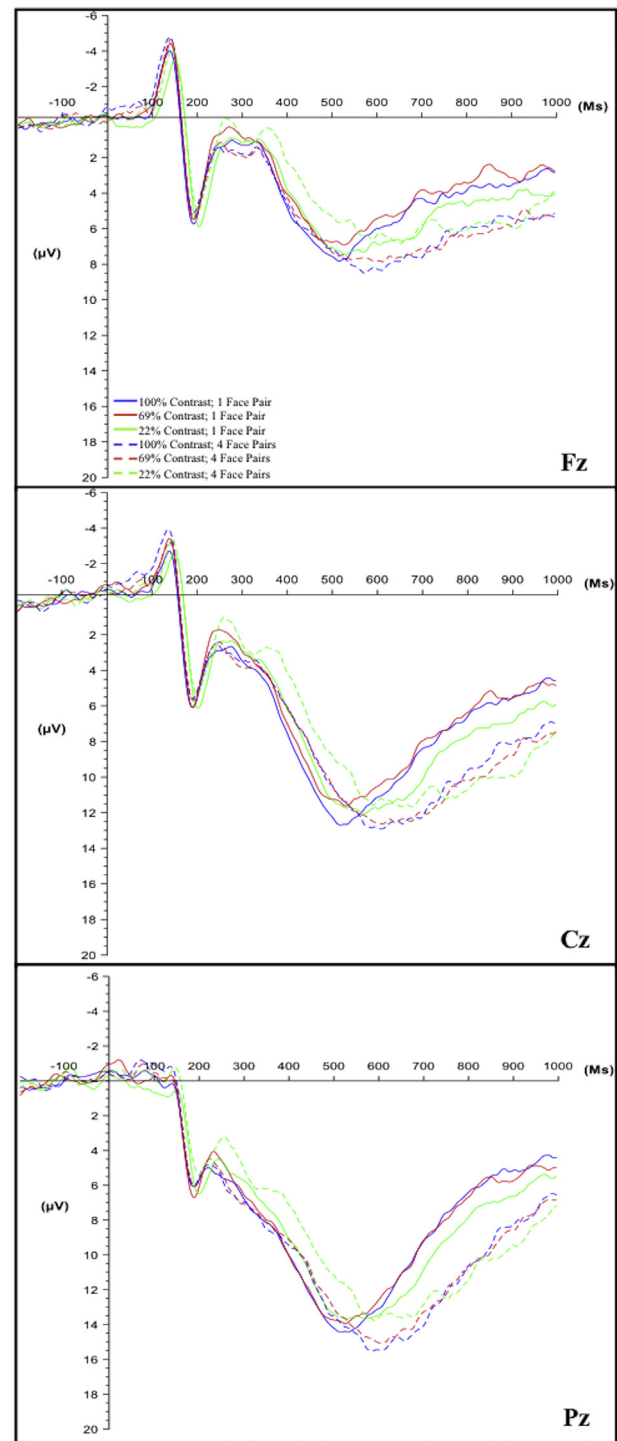 -6
-4
-2
-100 100 200 300 400 500 600 700 800 900 1000 (Ms)
2
4
6
(μV)
8
10
12
14
16
18
20
100% Contrast; 1 Face Pair
69% Contrast; 1 Face Pair
22% Contrast; 1 Face Pair
100% Contrast; 4 Face Pairs
69% Contrast; 4 Face Pairs
22% Contrast; 4 Face Pairs
Fz
-6
-4
-2
-100 100 200 300 400 500 600 700 800 900 1000 (Ms)
2
4
6
(μV)
8
10
12
14
16
18
20
Cz
-6
-4
-2
-100 100 200 300 400 500 600 700 800 900 1000 (Ms)
2
4
6
(μV)
8
10
12
14
16
18
20
Pz